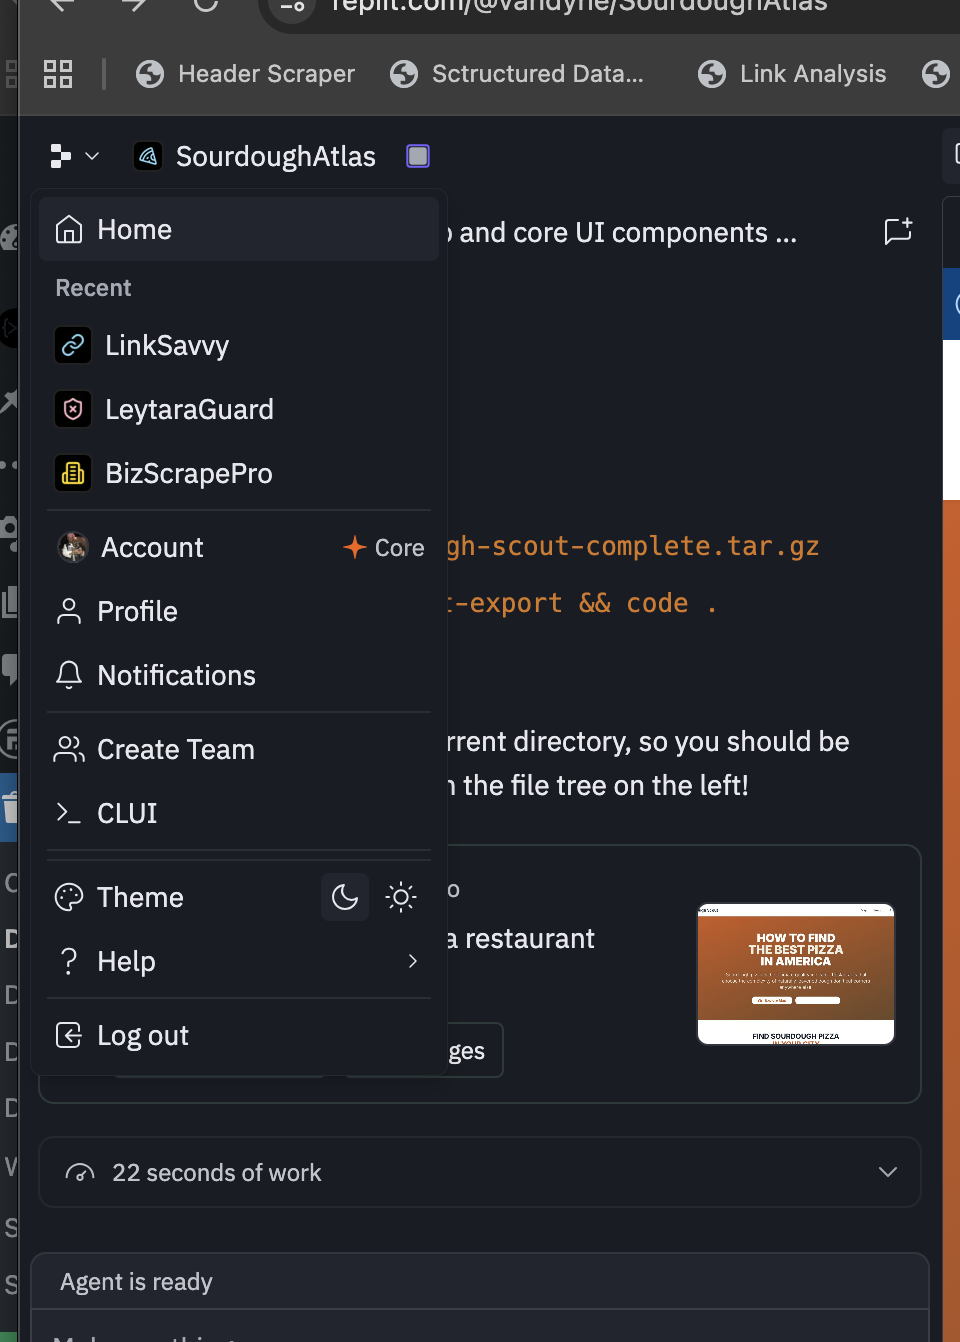 replit.com/@vandyne/SourdoughAtlas
Header Scraper
Sctructured Data...
Link Analysis
SourdoughAtlas
Home
and core UI components ...
Recent
LinkSavvy
LeytaraGuard
BizScrapePro
Account
Core
gh-scout-complete.tar.gz
Profile
t-export && code .
Notifications
Create Team
rrent directory, so you should be
n the file tree on the left!
CLUI
Theme
o
Help
a restaurant
HOW TO FIND
THE BEST PIZZA
IN AMERICA
FIND SOURDOUGH PIZZA
IN YOUR CITY
Log out
ges
22 seconds of work
Agent is ready